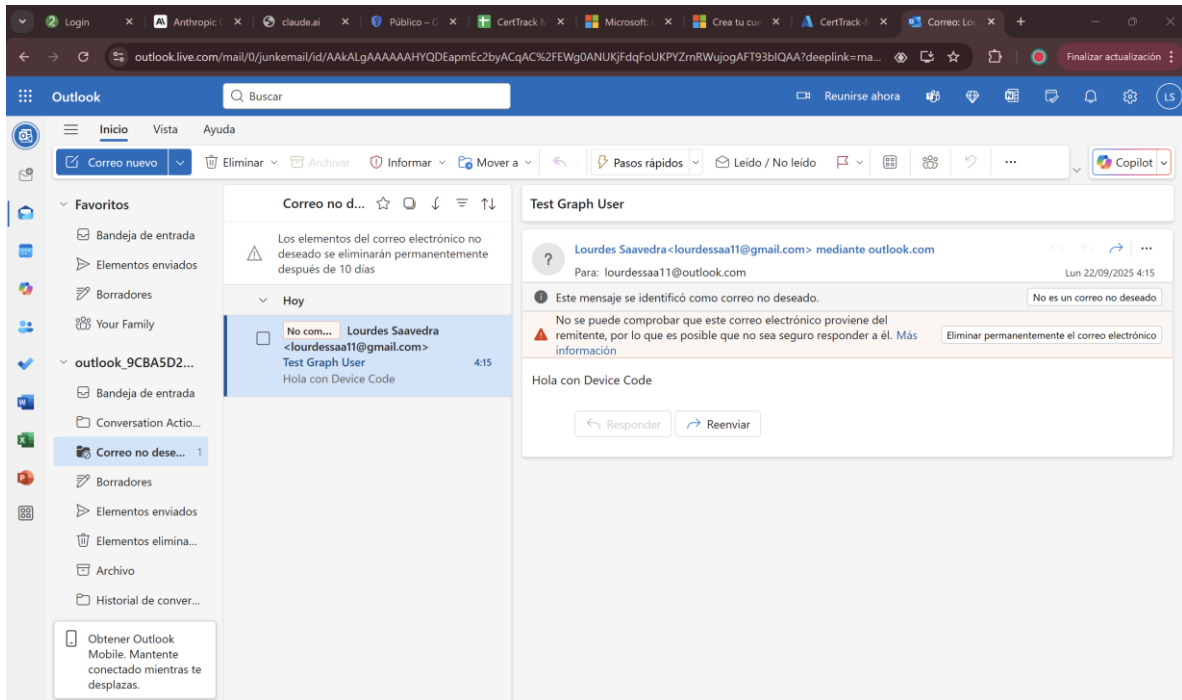 2 Login
Anthropic C
claude.ai
Público – G
CertTrack N
Microsoft:
Crea tu cue
CertTrack-N
Correo: Lou
outlook.live.com/mail/0/junkemail/id/AAkALgAAAAAAHYQDEapmEc2byACqAC%2FEWg0ANUKjFdqFoUKPYZrnRWujogAFT93bIQAA?deeplink=ma...
Finalizar actualización
Outlook
Buscar
Reunirse ahora
LS
Inicio Vista Ayuda
Correo nuevo
Eliminar
Archivar
Informar
Mover a
Pasos rápidos
Leído / No leído
Copilot
Favoritos
Bandeja de entrada
Elementos enviados
Borradores
Your Family
outlook_9CBA5D2...
Bandeja de entrada
Conversation Actio...
Correo no dese... 1
Borradores
Elementos enviados
Elementos elimina...
Archivo
Historial de conver...
Obtener Outlook
Mobile. Mantente
conectado mientras te
desplazas.
Correo no d...
Los elementos del correo electrónico no
deseado se eliminarán permanentemente
después de 10 días
Hoy
No com... Lourdes Saavedra
<lourdessaa11@gmail.com>
Test Graph User 4:15
Hola con Device Code
Test Graph User
?
Lourdes Saavedra<lourdessaa11@gmail.com> mediante outlook.com
Para: lourdessaa11@outlook.com
Lun 22/09/2025 4:15
Este mensaje se identificó como correo no deseado.
No es un correo no deseado
No se puede comprobar que este correo electrónico proviene del
remitente, por lo que es posible que no sea seguro responder a él. Más
información
Eliminar permanentemente el correo electrónico
Hola con Device Code
Responder
Reenviar